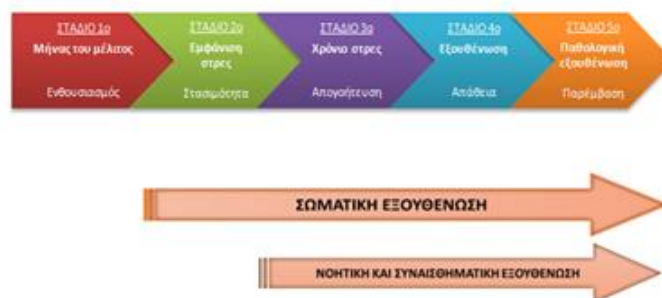 ΣΤΑΔΙΟ 1ο
Μήνας του μέλιτος
Ενθουσιασμός
ΣΤΑΔΙΟ 2ο
Εμφάνιση
στρες
Στασιμότητα
ΣΤΑΔΙΟ 3ο
Χρόνιο στρες
Απογοήτευση
ΣΤΑΔΙΟ 4ο
Εξουθένωση
Απάθεια
ΣΤΑΔΙΟ 5ο
Παθολογική
εξουθένωση
Παρέμβαση
ΣΩΜΑΤΙΚΗ ΕΞΟΥΘΕΝΩΣΗ
ΝΟΗΤΙΚΗ ΚΑΙ ΣΥΝΑΙΣΘΗΜΑΤΙΚΗ ΕΞΟΥΘΕΝΩΣΗ